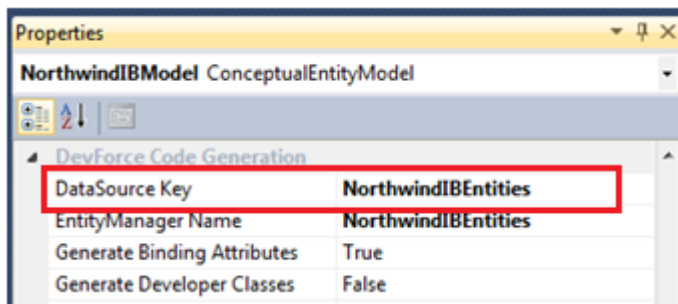 Properties
NorthwindIBModel ConceptualEntityModel
DevForce Code Generation
DataSource Key NorthwindIBEntities
EntityManager Name NorthwindIBEntities
Generate Binding Attributes True
Generate Developer Classes False